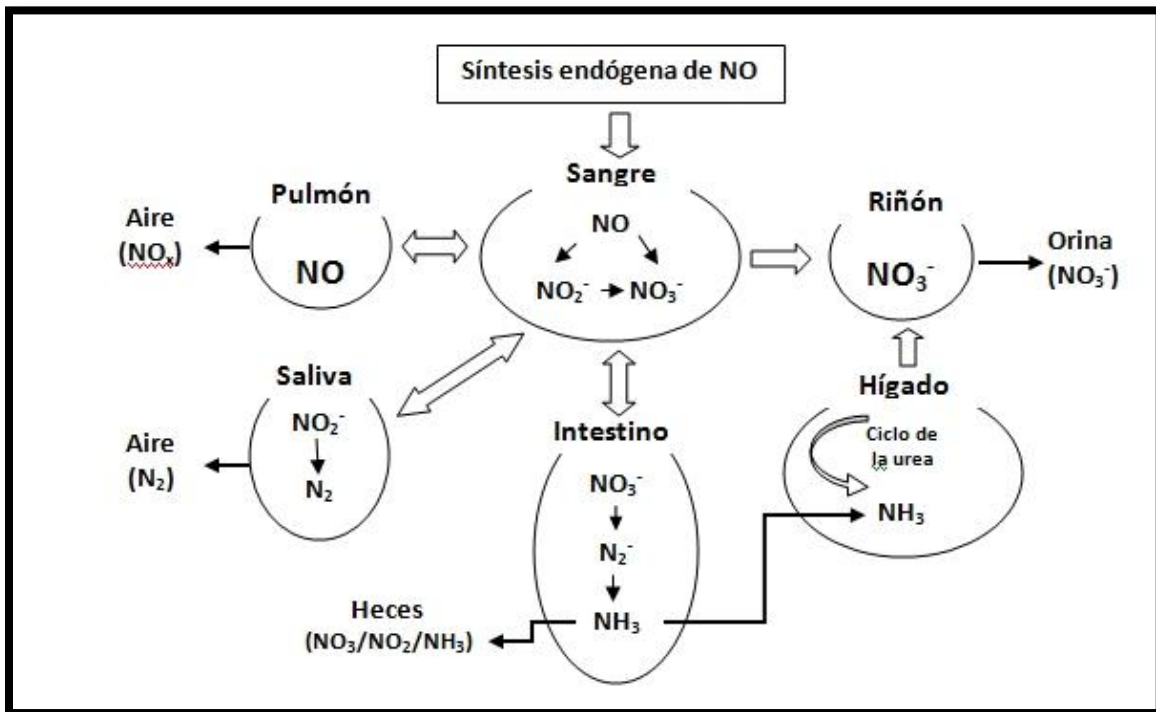 Síntesis endógena de NO
Sangre
NO
NO₂⁻ NO₃⁻
Pulmón
NO
Aire
(NOₓ)
Riñón
NO₃⁻
Orina
(NO₃⁻)
Saliva
NO₂⁻
N₂
Aire
(N₂)
Intestino
NO₃⁻
N₂⁻
NH₃
Heces
(NO₃/NO₂/NH₃)
Hígado
Ciclo de
la urea
NH₃